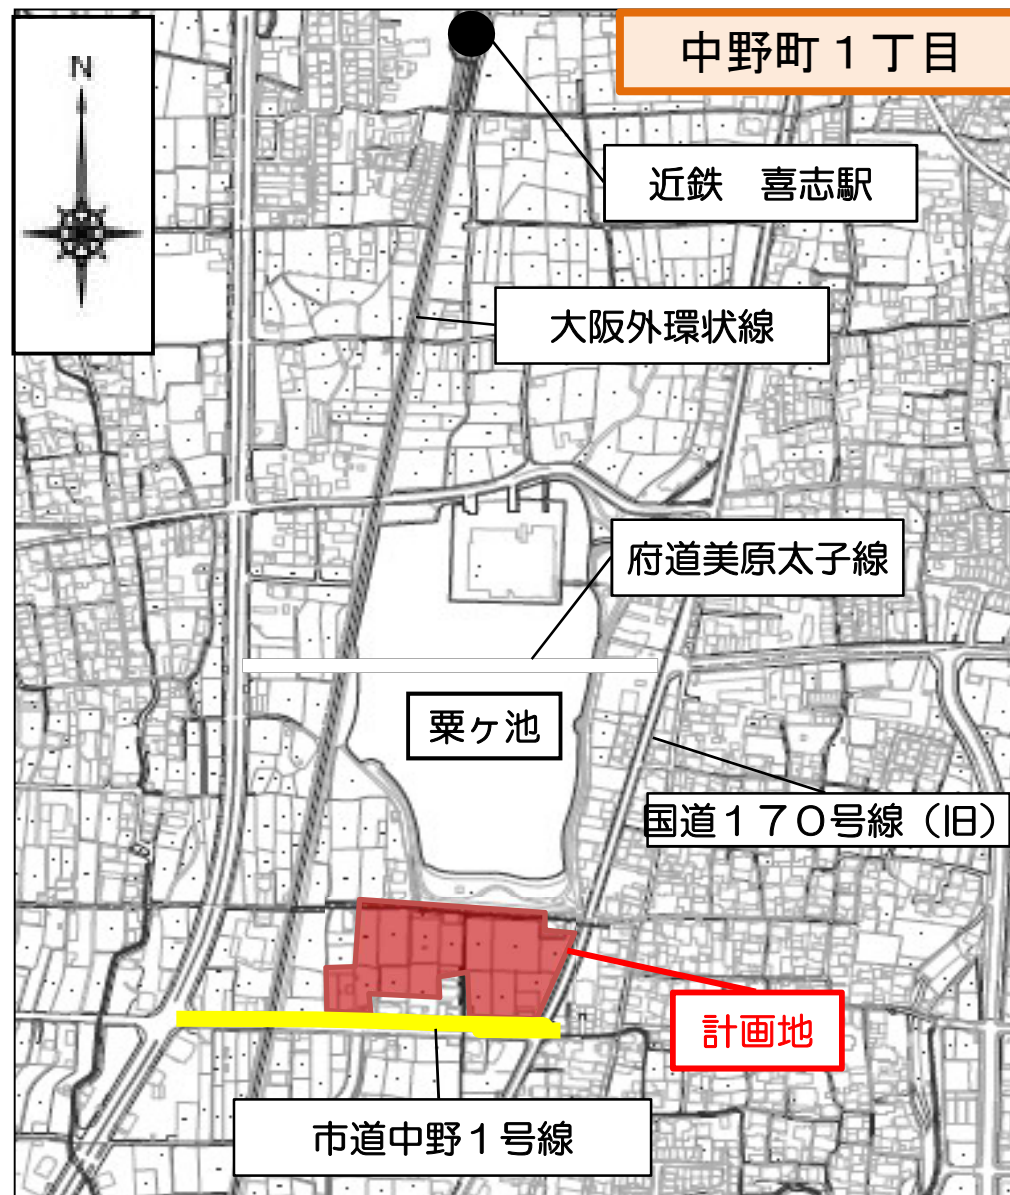 中野町１丁目
N
近鉄　喜志駅
大阪外環状線
府道美原太子線
粟ヶ池
国道１７０号線（旧）
計画地
市道中野１号線